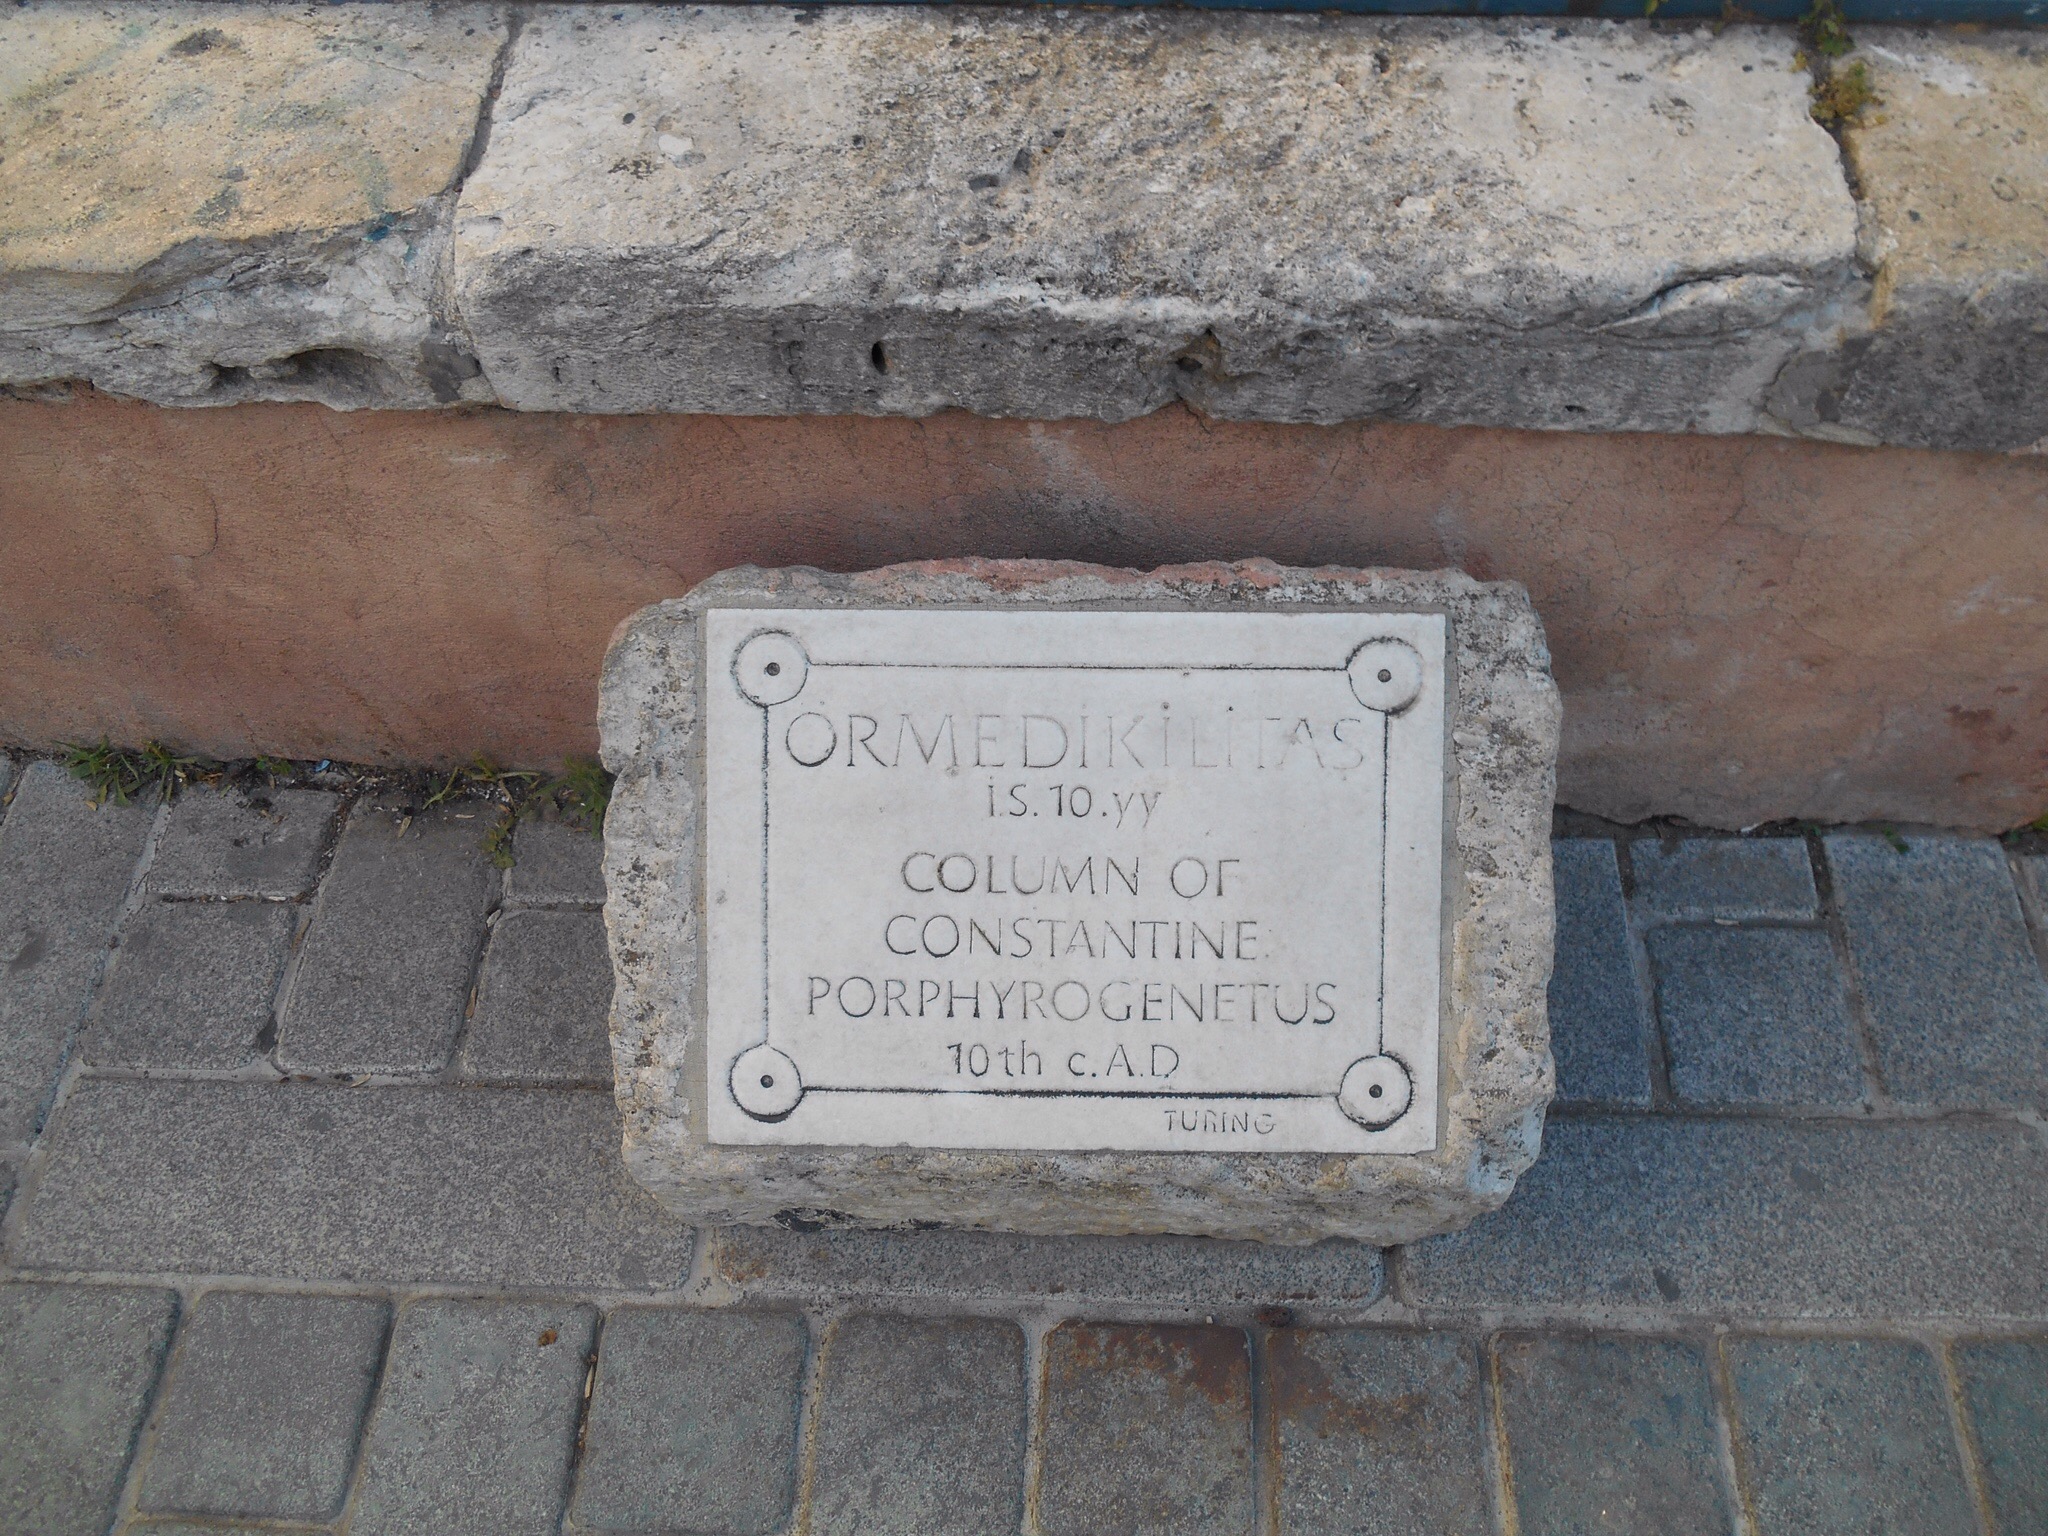 ÖRMEDİKİLİTAŞ
İ.S. 10.yy
COLUMN OF
CONSTANTINE
PORPHYROGENETUS
10th c.A.D
TURING